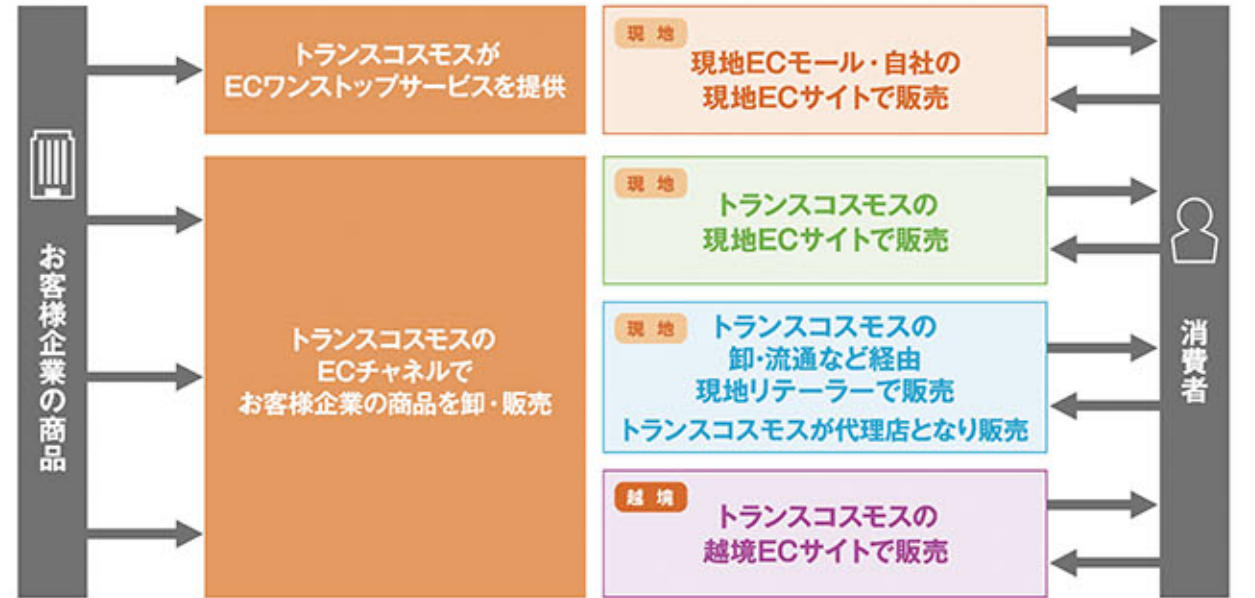 お客様企業の商品
トランスコスモスが
ECワンストップサービスを提供
トランスコスモスの
ECチャネルで
お客様企業の商品を卸・販売
現 地
現地ECモール・自社の
現地ECサイトで販売
現 地
トランスコスモスの
現地ECサイトで販売
現 地
トランスコスモスの
卸・流通など経由
現地リテーラーで販売
トランスコスモスが代理店となり販売
越 境
トランスコスモスの
越境ECサイトで販売
消費者